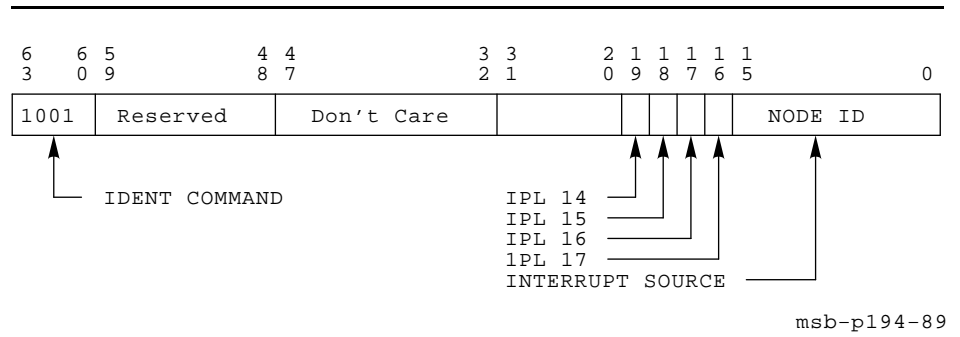 6 6 5 4 4 3 3 2 1 1 1 1 1
3 0 9 8 7 2 1 0 9 8 7 6 5 0
1001 Reserved Don't Care NODE ID
IDENT COMMAND
IPL 14
IPL 15
IPL 16
1PL 17
INTERRUPT SOURCE
msb-p194-89